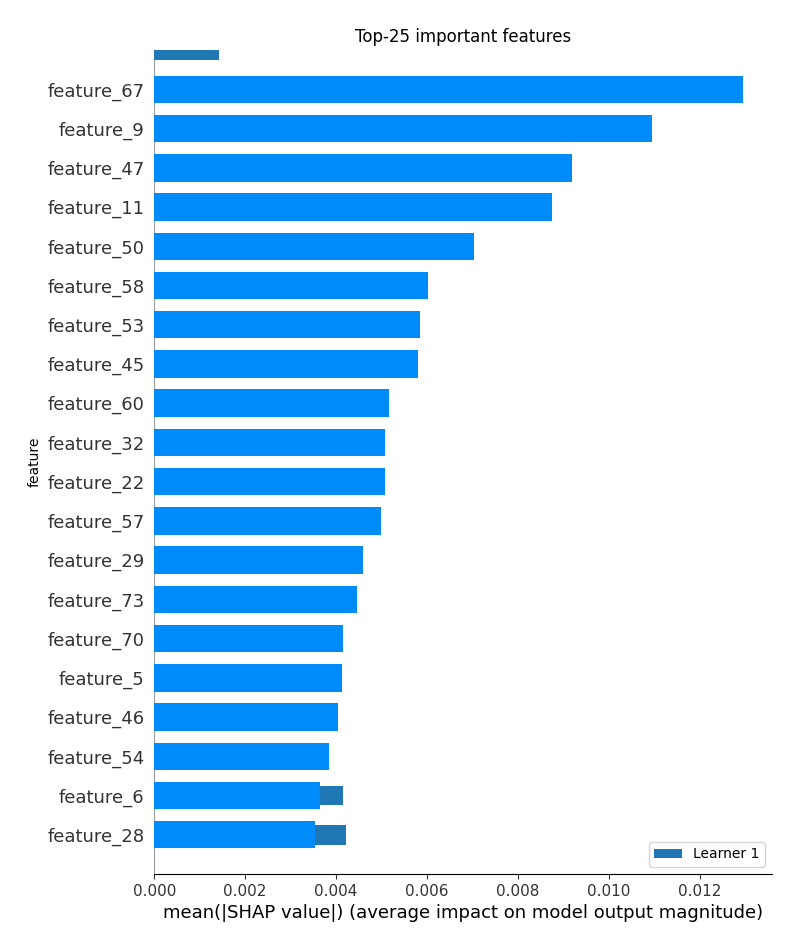 Top-25 important features
feature_67
feature_9
feature_47
feature_11
feature_50
feature_58
feature_53
feature_45
feature_60
feature_32
feature_22
feature_57
feature_29
feature_73
feature_70
feature_5
feature_46
feature_54
feature_6
feature_28
feature
Learner 1
0.000 0.002 0.004 0.006 0.008 0.010 0.012
mean(|SHAP value|) (average impact on model output magnitude)